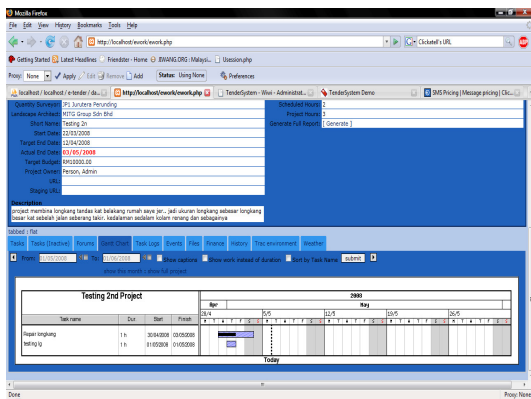 Mozilla Firefox
File Edit View History Bookmarks Tools Help
http://localhost/ework/ework.php
Clickatell's URL
Getting Started Latest Headlines Friendster - Home JIWANG.ORG : Malaysi... Ussession.php
Proxy: None Apply Edit Remove Add Status: Using None Preferences
localhost / localhost / e-tender / da... http://localhost/ework/ework.php TenderSystem - Wiwi - Administrat... TenderSystem Demo SMS Pricing | Message pricing | Clic...
Quantity Surveyor: JP1 Jurutera Perunding Scheduled Hours: 2
Landscape Architect: MITG Group Sdn Bhd Project Hours: 3
Short Name: Testing 2n Generate Full Report: [ Generate ]
Start Date: 22/03/2008
Target End Date: 12/04/2008
Actual End Date: 03/05/2008
Target Budget: RM10000.00
Project Owner: Person, Admin
URL:
Staging URL:
Description
project membina longkang tandas kat belakang rumah saye jer.. jadi ukuran longkang sebesar longkang
besar kat sebelah jalan seberang takir. kedalaman sedalam kolam renang dan sebagainya
tabbed : flat
Tasks Tasks (Inactive) Forums Gantt Chart Task Logs Events Files Finance History Trac environment Weather
From: 01/05/2008 To: 01/06/2008 Show captions Show work instead of duration Sort by Task Name submit
show this month : show full project
Testing 2nd Project 2008
Apr May
28/4 5/5 12/5 19/5 26/5
Task name Dur. Start Finish M T W T F S S M T W T F S S M T W T F S S M T W T F S S M T W T F S S
Repair longkang 1 h 30/04/2008 03/05/2008
testing lg 1 h 01/05/2008 01/05/2008
Today
Done Proxy: None